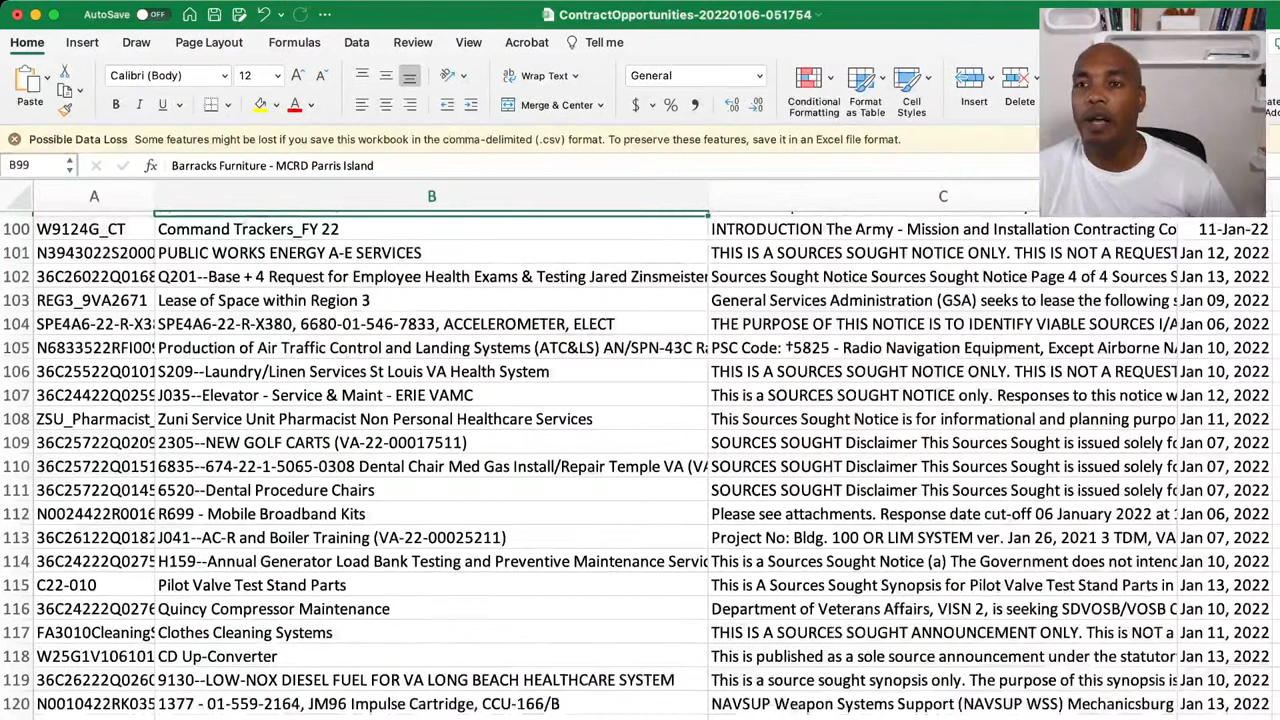 AutoSave OFF ContractOpportunities-20220106-051754
Home Insert Draw Page Layout Formulas Data Review View Acrobat Tell me
Calibri (Body) 12 Wrap Text General
Paste B I U A Merge & Center $ % Conditional Formatting Format as Table Cell Styles Insert Delete
Possible Data Loss Some features might be lost if you save this workbook in the comma-delimited (.csv) format. To preserve these features, save it in an Excel file format.
B99 fx Barracks Furniture - MCRD Parris Island
A B C
100 W9124G_CT Command Trackers_FY 22 INTRODUCTION The Army - Mission and Installation Contracting Co 11-Jan-22
101 N3943022S2000 PUBLIC WORKS ENERGY A-E SERVICES THIS IS A SOURCES SOUGHT NOTICE ONLY. THIS IS NOT A REQUEST Jan 12, 2022
102 36C26022Q0168 Q201--Base + 4 Request for Employee Health Exams & Testing Jared Zinsmeister Sources Sought Notice Sources Sought Notice Page 4 of 4 Sources S Jan 13, 2022
103 REG3_9VA2671 Lease of Space within Region 3 General Services Administration (GSA) seeks to lease the following s Jan 09, 2022
104 SPE4A6-22-R-X3 SPE4A6-22-R-X380, 6680-01-546-7833, ACCELEROMETER, ELECT THE PURPOSE OF THIS NOTICE IS TO IDENTIFY VIABLE SOURCES I/A Jan 06, 2022
105 N6833522RFI009 Production of Air Traffic Control and Landing Systems (ATC&LS) AN/SPN-43C Ra PSC Code: †5825 - Radio Navigation Equipment, Except Airborne NA Jan 10, 2022
106 36C25522Q0101 S209--Laundry/Linen Services St Louis VA Health System THIS IS A SOURCES SOUGHT NOTICE ONLY. THIS IS NOT A REQUEST Jan 10, 2022
107 36C24422Q0259 J035--Elevator - Service & Maint - ERIE VAMC This is a SOURCES SOUGHT NOTICE only. Responses to this notice w Jan 12, 2022
108 ZSU_Pharmacist_ Zuni Service Unit Pharmacist Non Personal Healthcare Services This Sources Sought Notice is for informational and planning purpo Jan 11, 2022
109 36C25722Q0209 2305--NEW GOLF CARTS (VA-22-00017511) SOURCES SOUGHT Disclaimer This Sources Sought is issued solely fo Jan 07, 2022
110 36C25722Q0151 6835--674-22-1-5065-0308 Dental Chair Med Gas Install/Repair Temple VA (VA SOURCES SOUGHT Disclaimer This Sources Sought is issued solely fo Jan 07, 2022
111 36C25722Q0145 6520--Dental Procedure Chairs SOURCES SOUGHT Disclaimer This Sources Sought is issued solely fo Jan 07, 2022
112 N0024422R0016 R699 - Mobile Broadband Kits Please see attachments. Response date cut-off 06 January 2022 at 1 Jan 06, 2022
113 36C26122Q0182 J041--AC-R and Boiler Training (VA-22-00025211) Project No: Bldg. 100 OR LIM SYSTEM ver. Jan 26, 2021 3 TDM, VA Jan 07, 2022
114 36C24222Q0271 H159--Annual Generator Load Bank Testing and Preventive Maintenance Servic This is a Sources Sought Notice (a) The Government does not intend Jan 10, 2022
115 C22-010 Pilot Valve Test Stand Parts This is A Sources Sought Synopsis for Pilot Valve Test Stand Parts in Jan 13, 2022
116 36C24222Q0276 Quincy Compressor Maintenance Department of Veterans Affairs, VISN 2, is seeking SDVOSB/VOSB C Jan 10, 2022
117 FA3010CleaningS Clothes Cleaning Systems THIS IS A SOURCES SOUGHT ANNOUNCEMENT ONLY. This is NOT a Jan 11, 2022
118 W25G1V106101 CD Up-Converter This is published as a sole source announcement under the statutor Jan 13, 2022
119 36C26222Q0260 9130--LOW-NOX DIESEL FUEL FOR VA LONG BEACH HEALTHCARE SYSTEM This is a source sought synopsis only. The purpose of this synopsis is Jan 10, 2022
120 N0010422RK035 1377 - 01-559-2164, JM96 Impulse Cartridge, CCU-166/B NAVSUP Weapon Systems Support (NAVSUP WSS) Mechanicsburg Jan 13, 2022